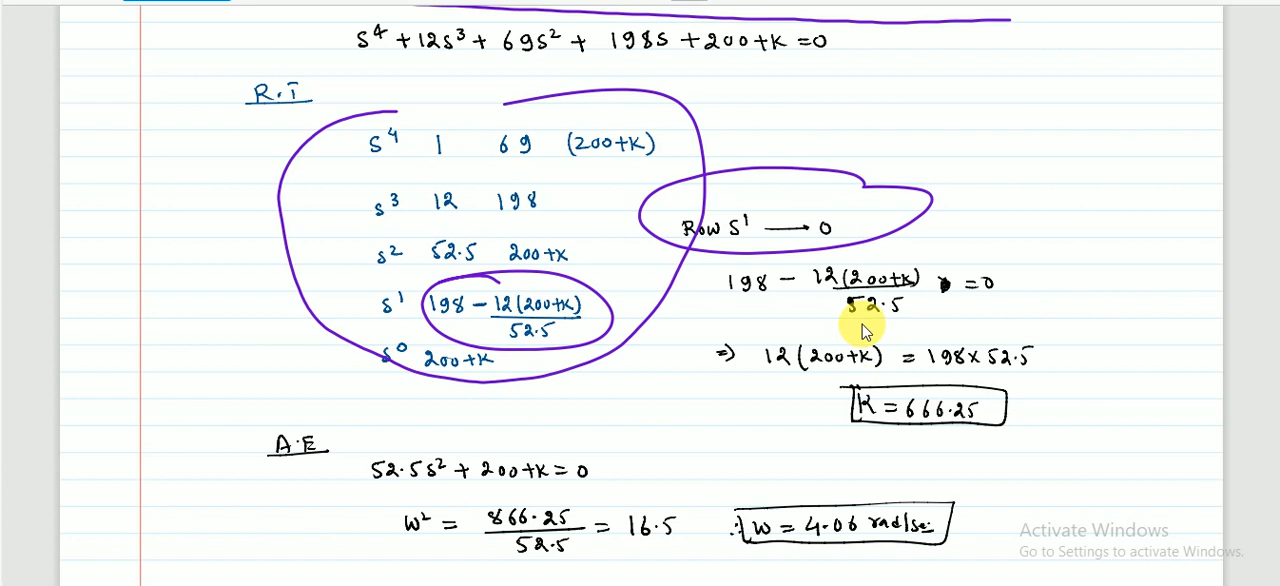 s⁴ + 12s³ + 69s² + 198s + 200+K = 0
R.T
s⁴ 1 69 (200+K)
s³ 12 198
Row s¹ → 0
s² 52.5 200+K
198 - 12(200+K)/52.5 = 0
s¹ 198 - 12(200+K)/52.5
s⁰ 200+K
=) 12(200+K) = 198 x 52.5
K = 666.25
A.E
52.5s² + 200+K = 0
W² = 866.25/52.5 = 16.5 ∴ W = 4.06 rad/sec
Activate Windows
Go to Settings to activate Windows.